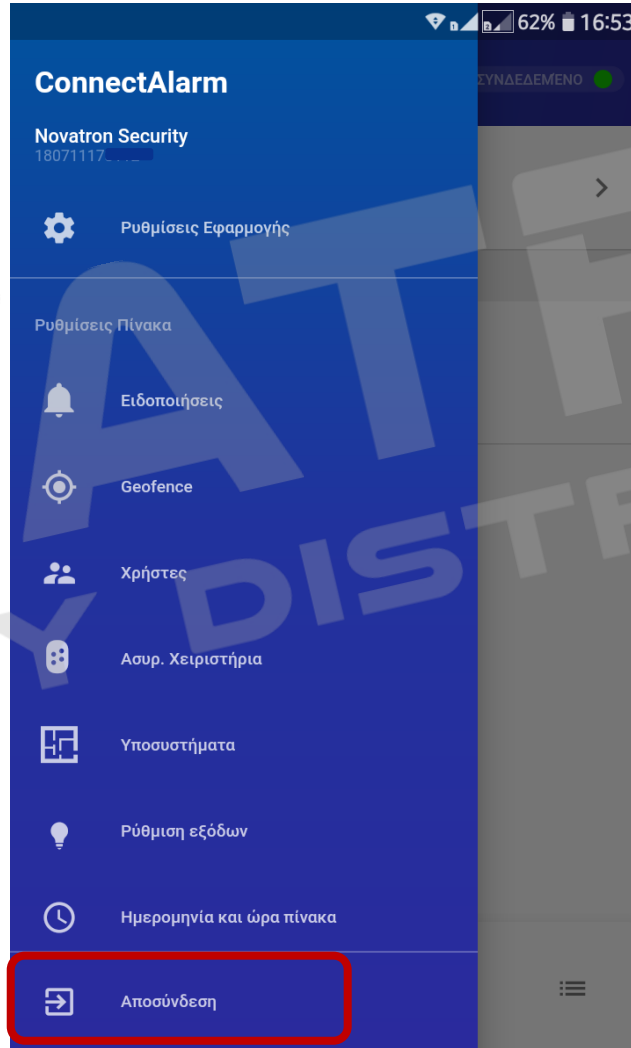 62% 16:53
ConnectAlarm
ΣΥΝΔΕΔΕΜΕΝΟ
Novatron Security
18071117
Ρυθμίσεις Εφαρμογής
Ρυθμίσεις Πίνακα
Ειδοποιήσεις
Geofence
Χρήστες
Ασυρ. Χειριστήρια
Υποσυστήματα
Ρύθμιση εξόδων
Ημερομηνία και ώρα πίνακα
Αποσύνδεση